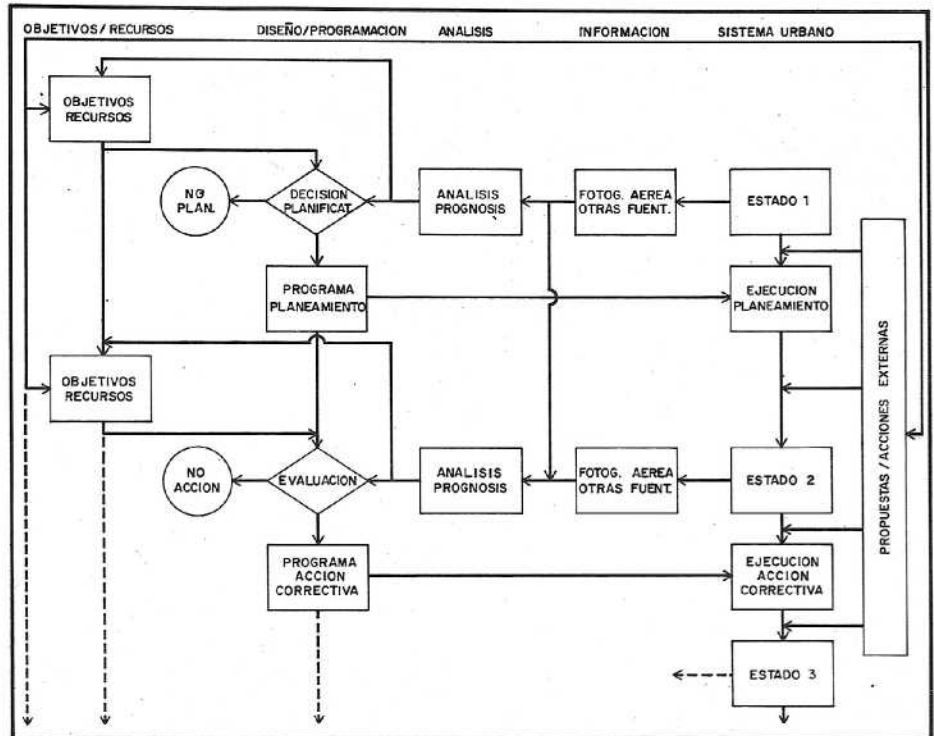 OBJETIVOS/RECURSOS
DISEÑO/PROGRAMACION
ANALISIS
INFORMACION
SISTEMA URBANO
OBJETIVOS
RECURSOS
NO
PLAN.
DECISION
PLANIFICAT.
ANALISIS
PROGNOSIS
FOTOG. AEREA
OTRAS FUENT.
ESTADO 1
PROGRAMA
PLANEAMIENTO
EJECUCION
PLANEAMIENTO
PROPUESTAS/ACCIONES EXTERNAS
OBJETIVOS
RECURSOS
NO
ACCION
EVALUACION
ANALISIS
PROGNOSIS
FOTOG. AEREA
OTRAS FUENT.
ESTADO 2
PROGRAMA
ACCION
CORRECTIVA
EJECUCION
ACCION
CORRECTIVA
ESTADO 3